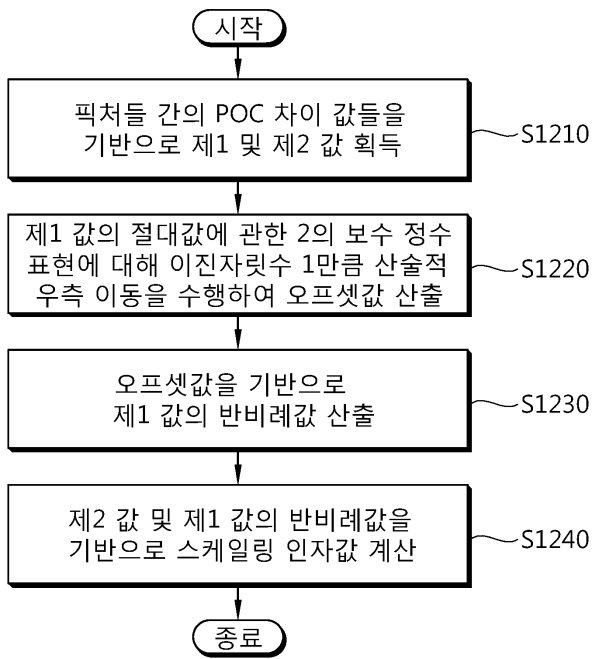 시작
픽처들 간의 POC 차이 값들을
기반으로 제1 및 제2 값 획득
S1210
제1 값의 절대값에 관한 2의 보수 정수
표현에 대해 이진자릿수 1만큼 산술적
우측 이동을 수행하여 오프셋값 산출
S1220
오프셋값을 기반으로
제1 값의 반비례값 산출
S1230
제2 값 및 제1 값의 반비례값을
기반으로 스케일링 인자값 계산
S1240
종료